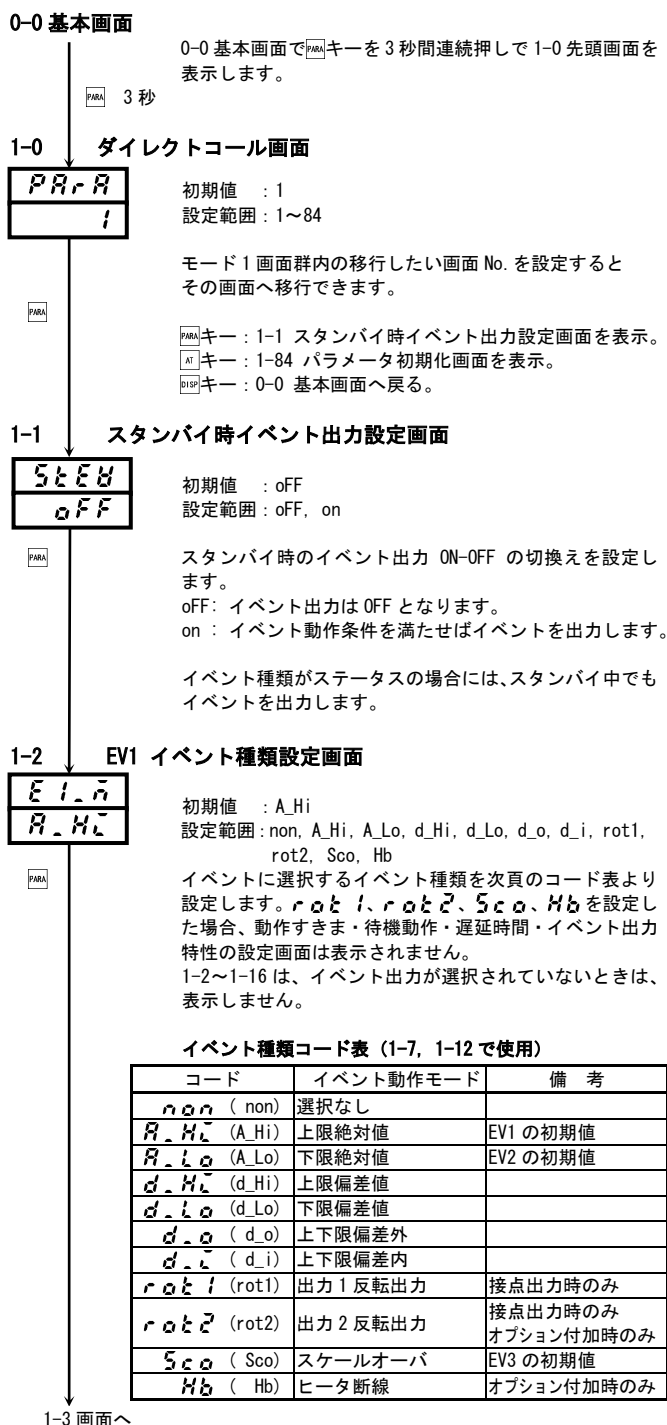 0-0 基本画面
0-0 基本画面でPARAキーを3秒間連続押しで 1-0 先頭画面を
表示します。
PARA 3 秒
1-0 ダイレクトコール画面
PArA
1
初期値 : 1
設定範囲 : 1～84
モード 1 画面群内の移行したい画面 No. を設定すると
その画面へ移行できます。
PARA
PARAキー : 1-1 スタンバイ時イベント出力設定画面を表示。
ATキー : 1-84 パラメータ初期化画面を表示。
DISPキー : 0-0 基本画面へ戻る。
1-1 スタンバイ時イベント出力設定画面
StEV
oFF
初期値 : oFF
設定範囲 : oFF, on
PARA
スタンバイ時のイベント出力 ON-OFF の切換えを設定し
ます。
oFF: イベント出力は OFF となります。
on : イベント動作条件を満たせばイベントを出力します。
イベント種類がステータスの場合には、スタンバイ中でも
イベントを出力します。
1-2 EV1 イベント種類設定画面
E1_M
A_Hi
初期値 : A_Hi
設定範囲 : non, A_Hi, A_Lo, d_Hi, d_Lo, d_o, d_i, rot1,
rot2, Sco, Hb
PARA
イベントに選択するイベント種類を次頁のコード表より
設定します。rot1、rot2、Sco、Hbを設定し
た場合、動作すきま・待機動作・遅延時間・イベント出力
特性の設定画面は表示されません。
1-2～1-16 は、イベント出力が選択されていないときは、
表示しません。
イベント種類コード表 (1-7, 1-12 で使用)
コード イベント動作モード 備 考
non ( non) 選択なし
A_Hi (A_Hi) 上限絶対値 EV1 の初期値
A_Lo (A_Lo) 下限絶対値 EV2 の初期値
d_Hi (d_Hi) 上限偏差値
d_Lo (d_Lo) 下限偏差値
d_o ( d_o) 上下限偏差外
d_i ( d_i) 上下限偏差内
rot1 (rot1) 出力 1 反転出力 接点出力時のみ
rot2 (rot2) 出力 2 反転出力 接点出力時のみ
オプション付加時のみ
Sco ( Sco) スケールオーバ EV3 の初期値
Hb ( Hb) ヒータ断線 オプション付加時のみ
1-3 画面へ